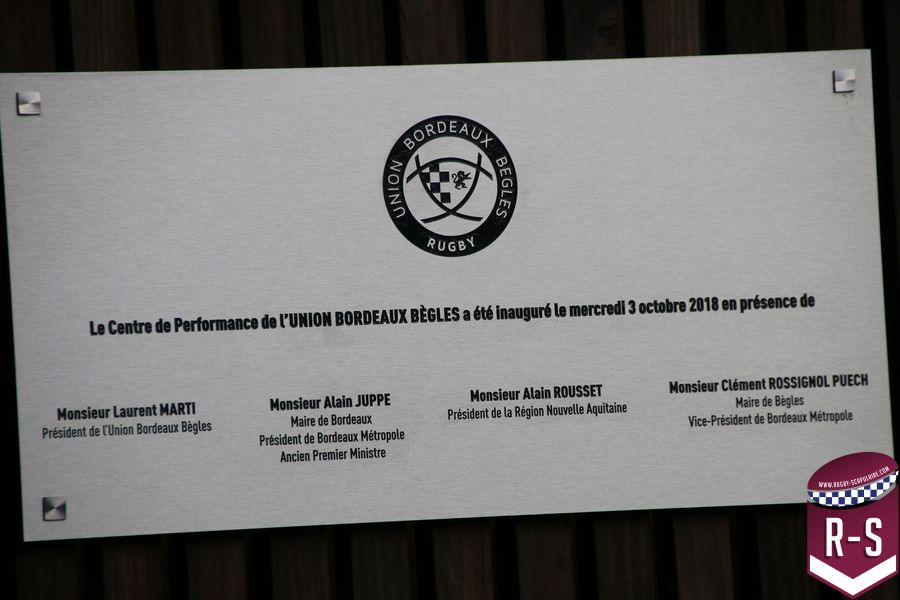 UNION BORDEAUX BEGLES
RUGBY
Le Centre de Performance de l'UNION BORDEAUX BÈGLES a été inauguré le mercredi 3 octobre 2018 en présence de
Monsieur Laurent MARTI
Président de l'Union Bordeaux Bègles
Monsieur Alain JUPPE
Maire de Bordeaux
Président de Bordeaux Métropole
Ancien Premier Ministre
Monsieur Alain ROUSSET
Président de la Région Nouvelle Aquitaine
Monsieur Clément ROSSIGNOL PUECH
Maire de Bègles
Vice-Président de Bordeaux Métropole
WWW.RUGBY-SCAPULAIRE.COM
R-S